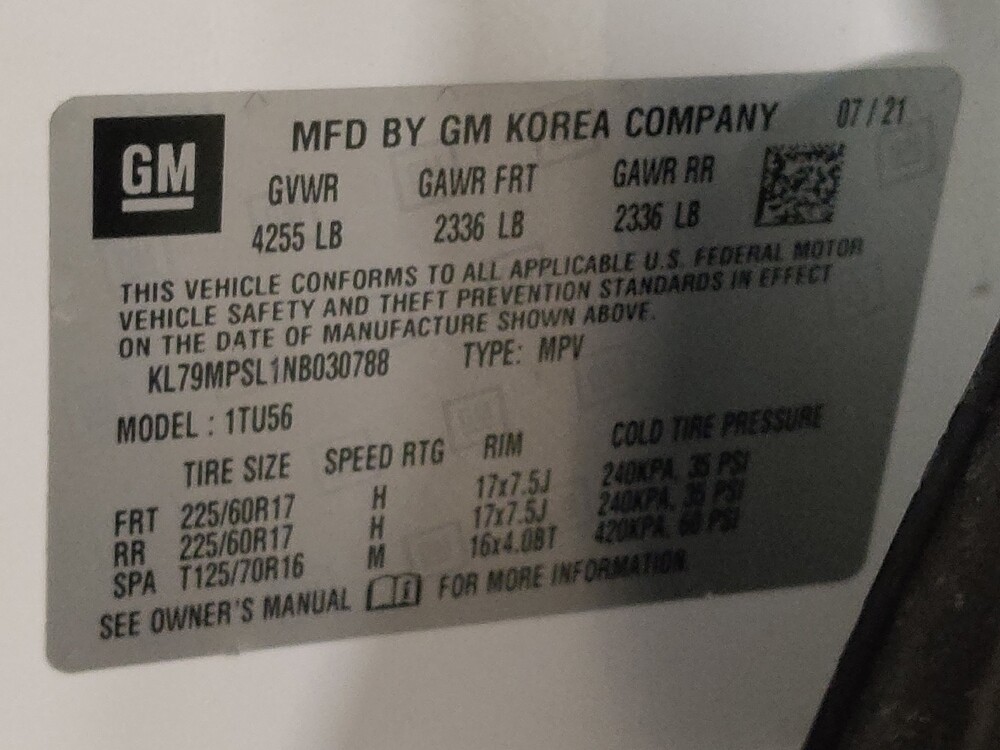 GM
MFD BY GM KOREA COMPANY 07/21
GVWR GAWR FRT GAWR RR
4255 LB 2336 LB 2336 LB
THIS VEHICLE CONFORMS TO ALL APPLICABLE U.S. FEDERAL MOTOR
VEHICLE SAFETY AND THEFT PREVENTION STANDARDS IN EFFECT
ON THE DATE OF MANUFACTURE SHOWN ABOVE.
KL79MPSL1NB030788 TYPE: MPV
MODEL : 1TU56
TIRE SIZE SPEED RTG RIM COLD TIRE PRESSURE
FRT 225/60R17 H 17x7.5J 240KPA, 35 PSI
RR 225/60R17 H 17x7.5J 240KPA, 35 PSI
SPA T125/70R16 M 16x4.0BT 420KPA, 60 PSI
SEE OWNER'S MANUAL FOR MORE INFORMATION